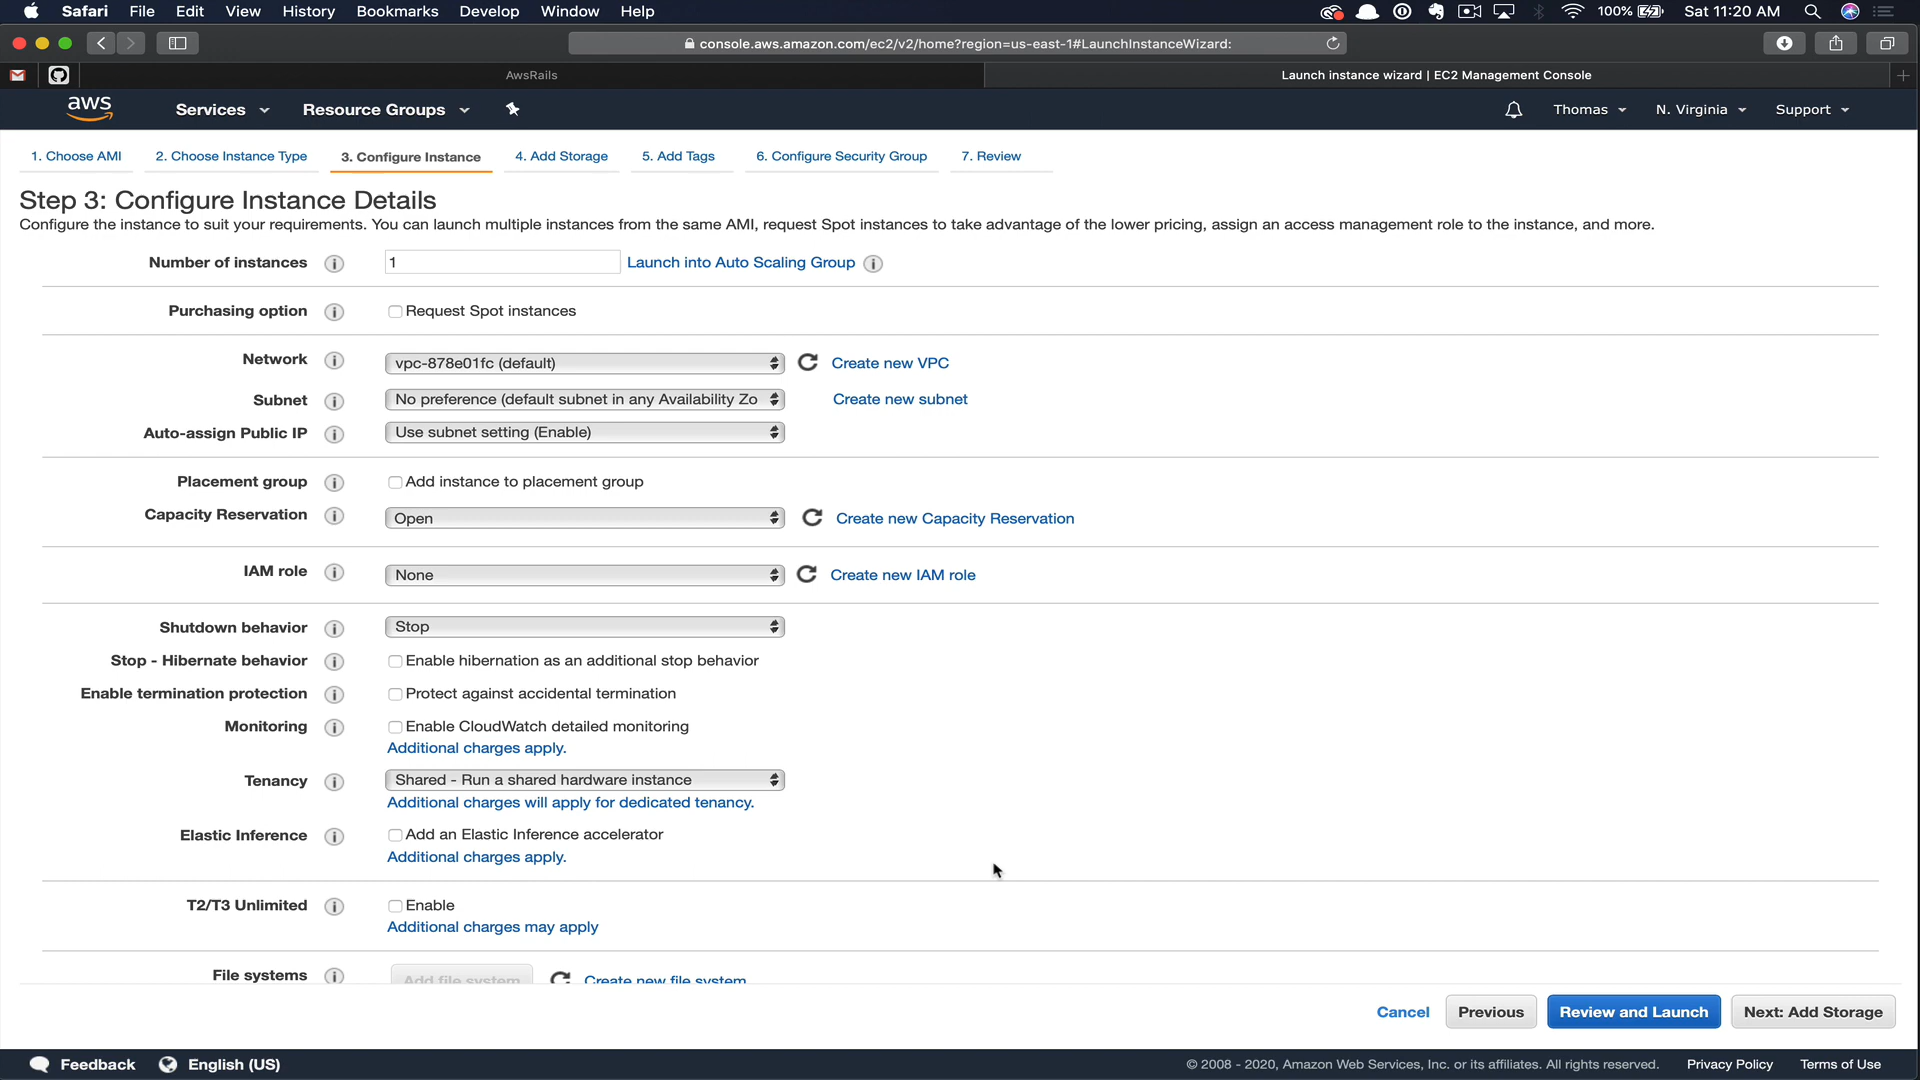 Safari File Edit View History Bookmarks Develop Window Help 100% Sat 11:20 AM
console.aws.amazon.com/ec2/v2/home?region=us-east-1#LaunchInstanceWizard:
AwsRails Launch instance wizard | EC2 Management Console
aws Services Resource Groups Thomas N. Virginia Support
1. Choose AMI 2. Choose Instance Type 3. Configure Instance 4. Add Storage 5. Add Tags 6. Configure Security Group 7. Review
Step 3: Configure Instance Details
Configure the instance to suit your requirements. You can launch multiple instances from the same AMI, request Spot instances to take advantage of the lower pricing, assign an access management role to the instance, and more.
Number of instances i 1 Launch into Auto Scaling Group i
Purchasing option i Request Spot instances
Network i vpc-878e01fc (default) Create new VPC
Subnet i No preference (default subnet in any Availability Zo Create new subnet
Auto-assign Public IP i Use subnet setting (Enable)
Placement group i Add instance to placement group
Capacity Reservation i Open Create new Capacity Reservation
IAM role i None Create new IAM role
Shutdown behavior i Stop
Stop - Hibernate behavior i Enable hibernation as an additional stop behavior
Enable termination protection i Protect against accidental termination
Monitoring i Enable CloudWatch detailed monitoring
Additional charges apply.
Tenancy i Shared - Run a shared hardware instance
Additional charges will apply for dedicated tenancy.
Elastic Inference i Add an Elastic Inference accelerator
Additional charges apply.
T2/T3 Unlimited i Enable
Additional charges may apply
File systems i Add file system Create new file system
Cancel Previous Review and Launch Next: Add Storage
Feedback English (US) © 2008 - 2020, Amazon Web Services, Inc. or its affiliates. All rights reserved. Privacy Policy Terms of Use